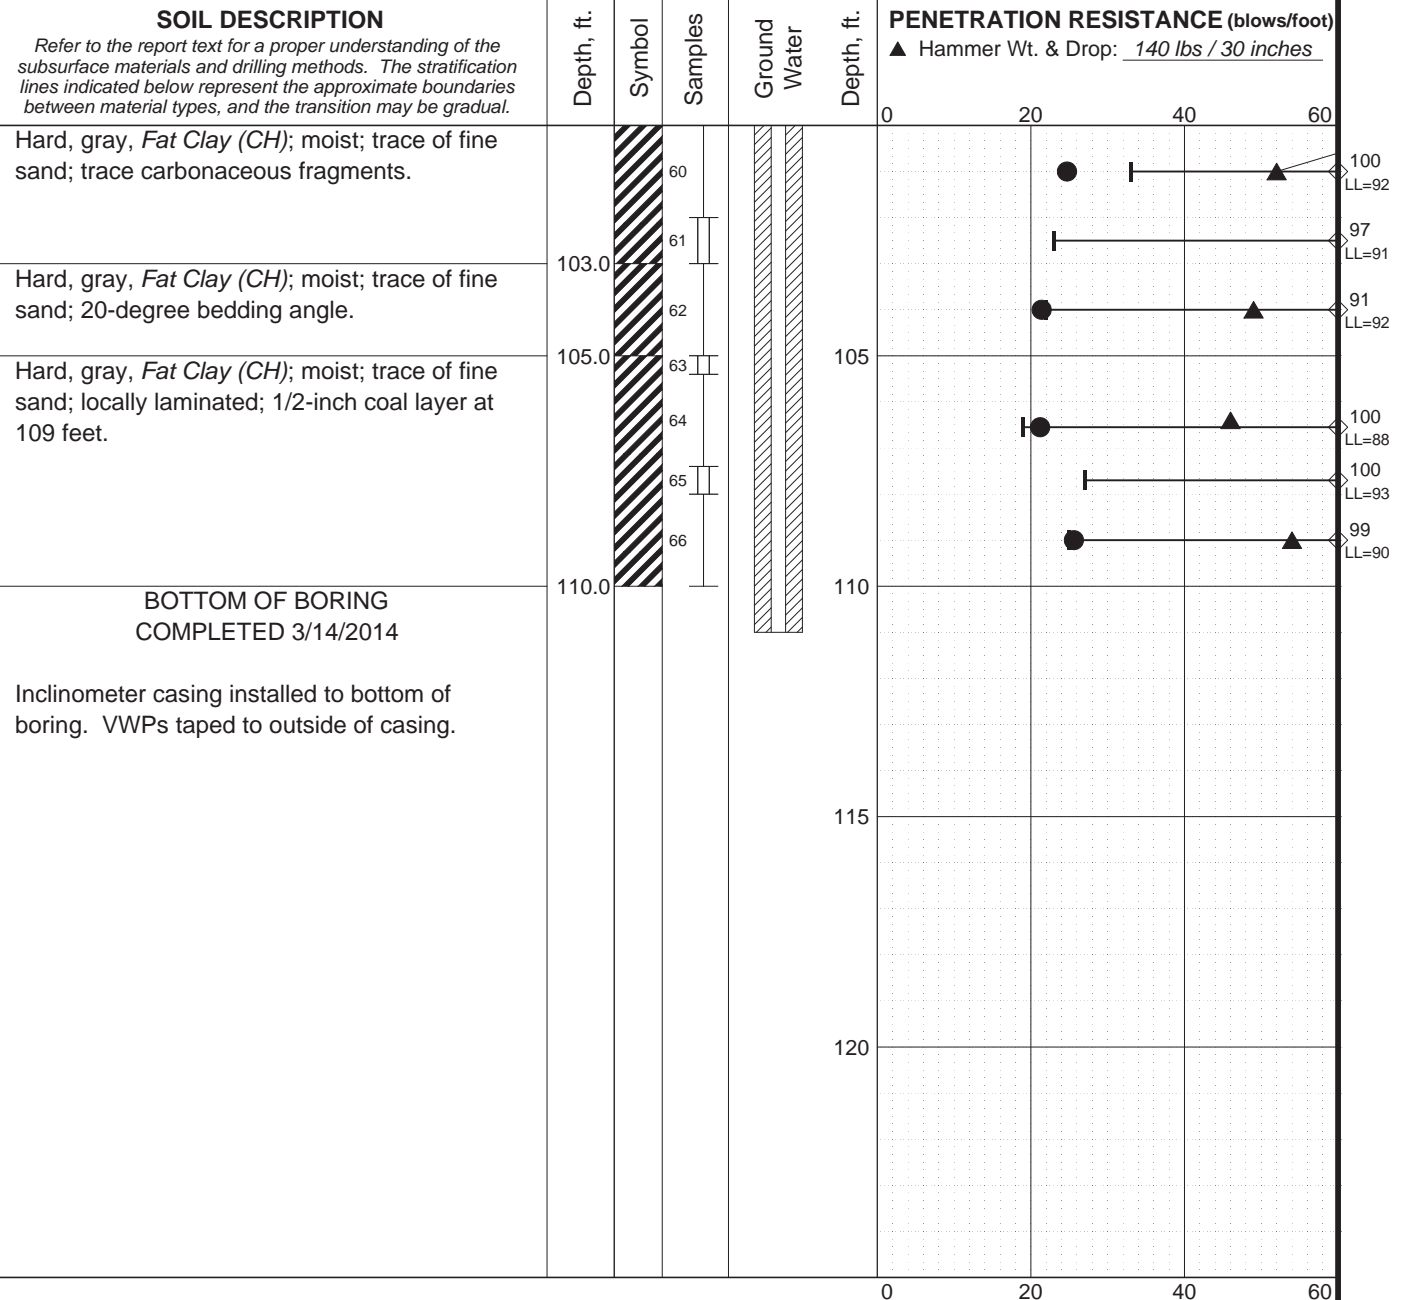 SOIL DESCRIPTION
Refer to the report text for a proper understanding of the
subsurface materials and drilling methods. The stratification
lines indicated below represent the approximate boundaries
between material types, and the transition may be gradual.
Depth, ft.
Symbol
Samples
Ground
Water
Depth, ft.
PENETRATION RESISTANCE (blows/foot)
▲ Hammer Wt. & Drop: 140 lbs / 30 inches
0 20 40 60
Hard, gray, Fat Clay (CH); moist; trace of fine
sand; trace carbonaceous fragments.
60
100
LL=92
61
97
LL=91
103.0
Hard, gray, Fat Clay (CH); moist; trace of fine
sand; 20-degree bedding angle.
62
91
LL=92
105.0
105
Hard, gray, Fat Clay (CH); moist; trace of fine
sand; locally laminated; 1/2-inch coal layer at
109 feet.
63
64
100
LL=88
65
100
LL=93
66
99
LL=90
110.0
110
BOTTOM OF BORING
COMPLETED 3/14/2014
Inclinometer casing installed to bottom of
boring. VWPs taped to outside of casing.
115
120
0 20 40 60